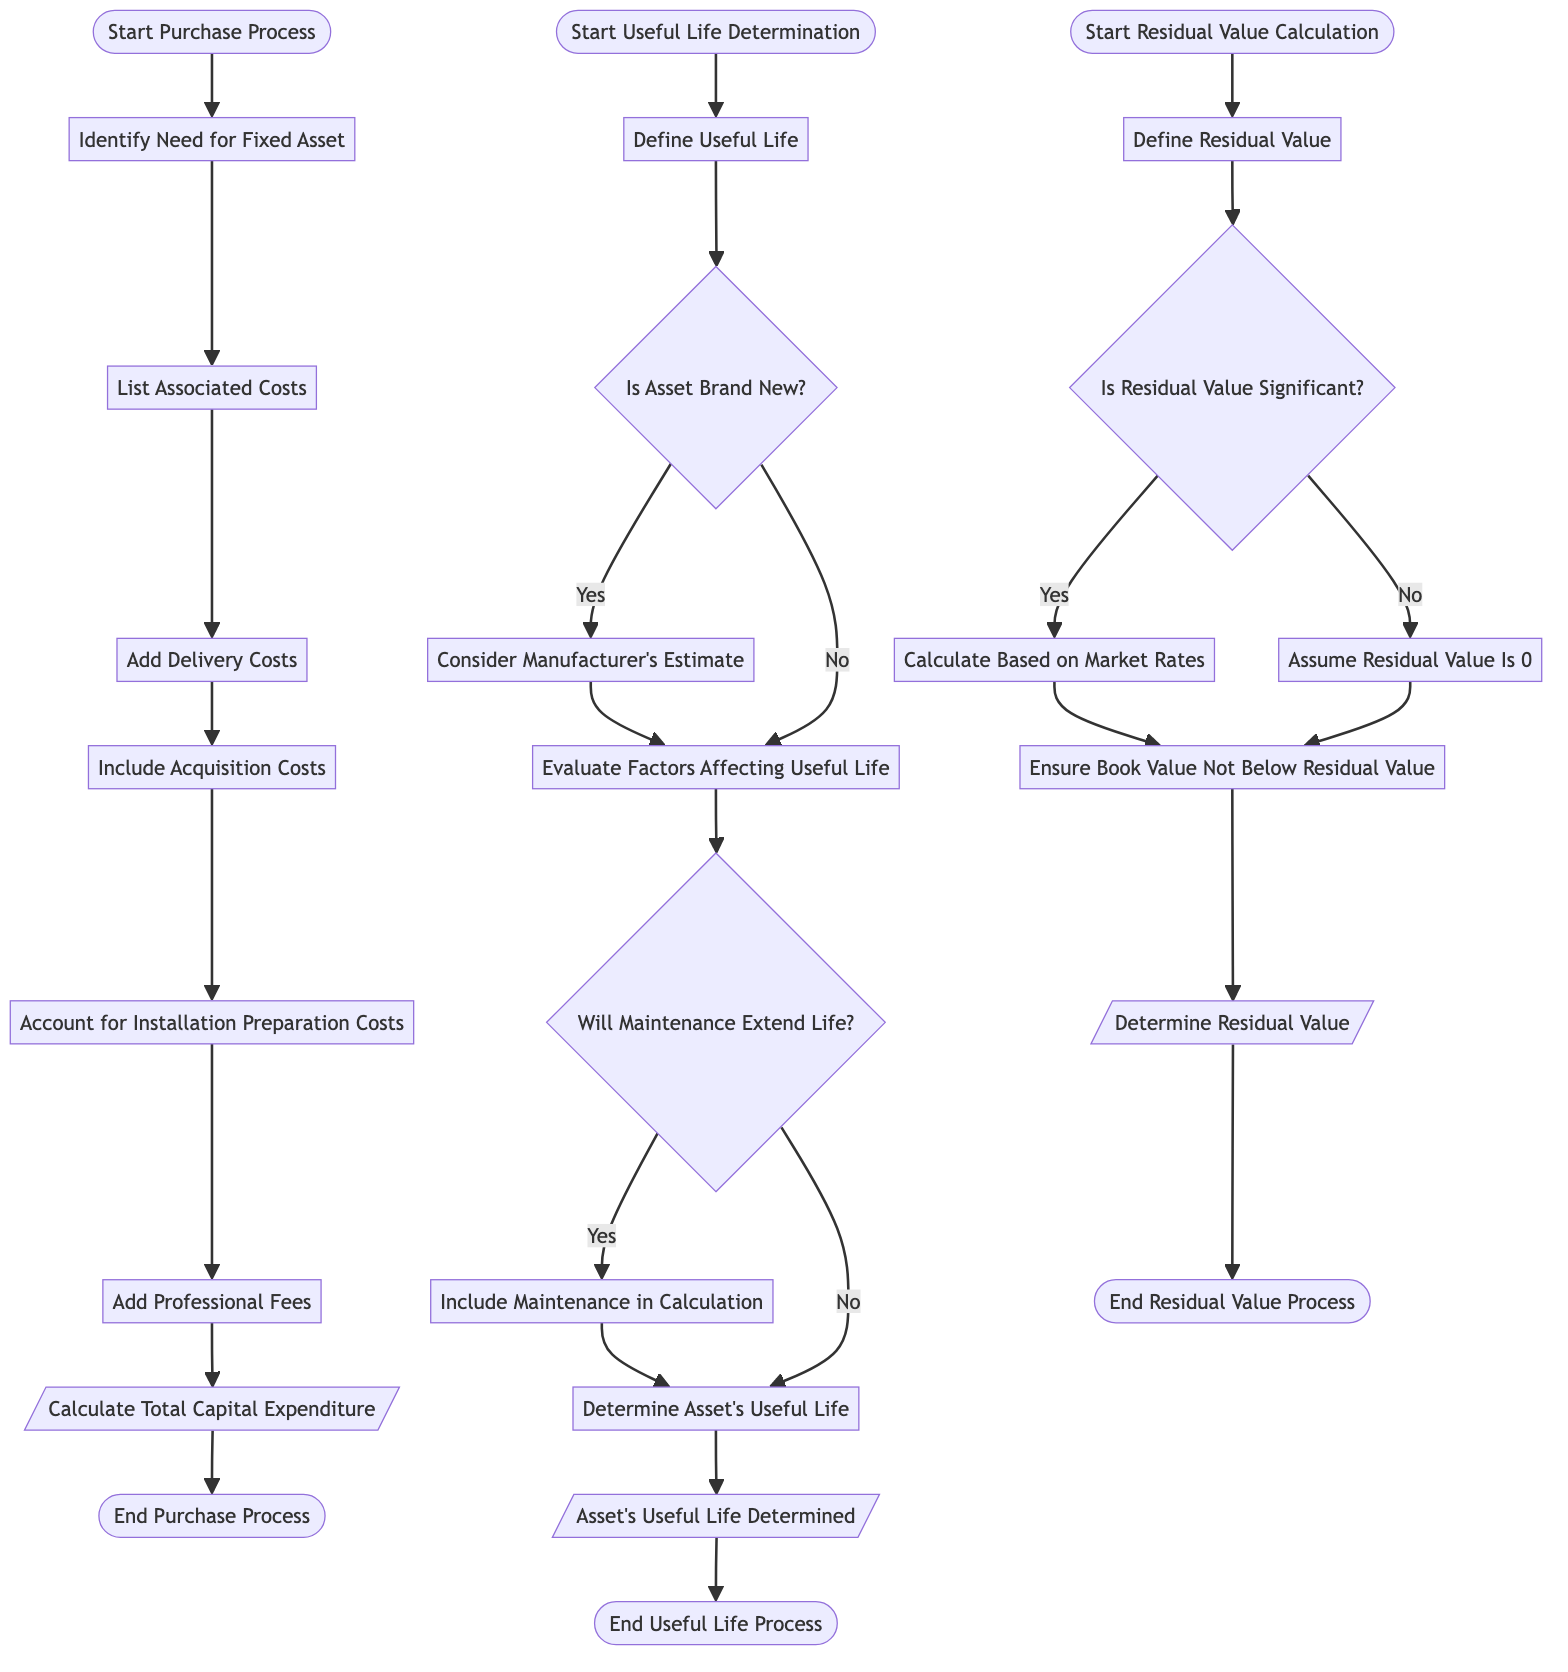 Start Purchase Process
Identify Need for Fixed Asset
List Associated Costs
Add Delivery Costs
Include Acquisition Costs
Account for Installation Preparation Costs
Add Professional Fees
Calculate Total Capital Expenditure
End Purchase Process
Start Useful Life Determination
Define Useful Life
Is Asset Brand New?
Yes
No
Consider Manufacturer's Estimate
Evaluate Factors Affecting Useful Life
Will Maintenance Extend Life?
Yes
No
Include Maintenance in Calculation
Determine Asset's Useful Life
Asset's Useful Life Determined
End Useful Life Process
Start Residual Value Calculation
Define Residual Value
Is Residual Value Significant?
Yes
No
Calculate Based on Market Rates
Assume Residual Value Is 0
Ensure Book Value Not Below Residual Value
Determine Residual Value
End Residual Value Process